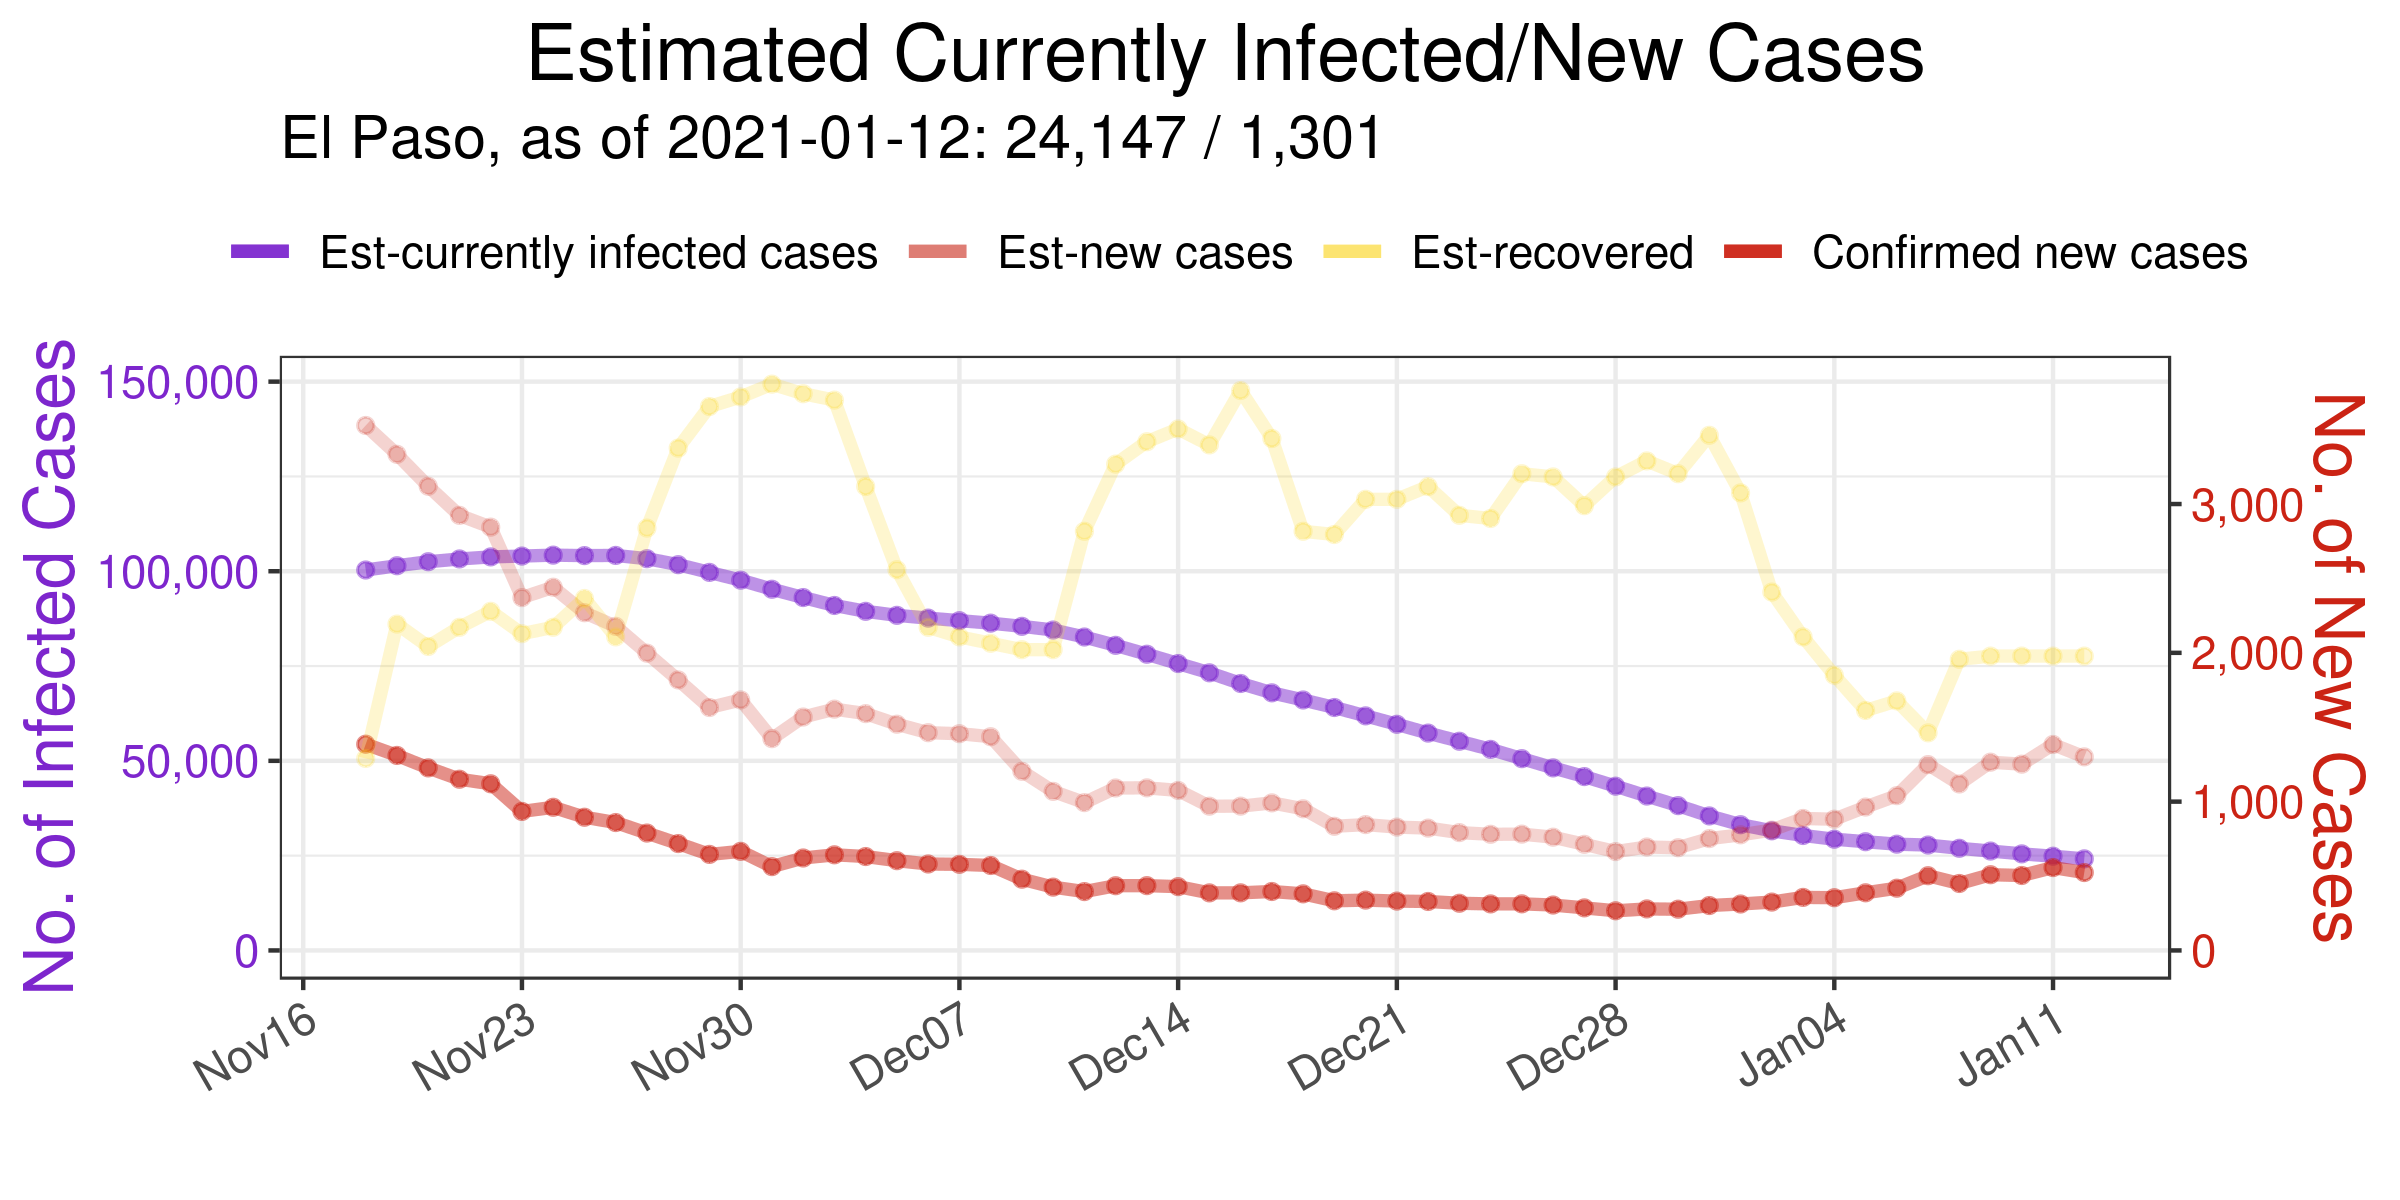 Estimated Currently Infected/New Cases
El Paso, as of 2021-01-12: 24,147 / 1,301
Est-currently infected cases Est-new cases Est-recovered Confirmed new cases
No. of Infected Cases
150,000
100,000
50,000
0
3,000
2,000
1,000
0
No. of New Cases
Nov16 Nov23 Nov30 Dec07 Dec14 Dec21 Dec28 Jan04 Jan11